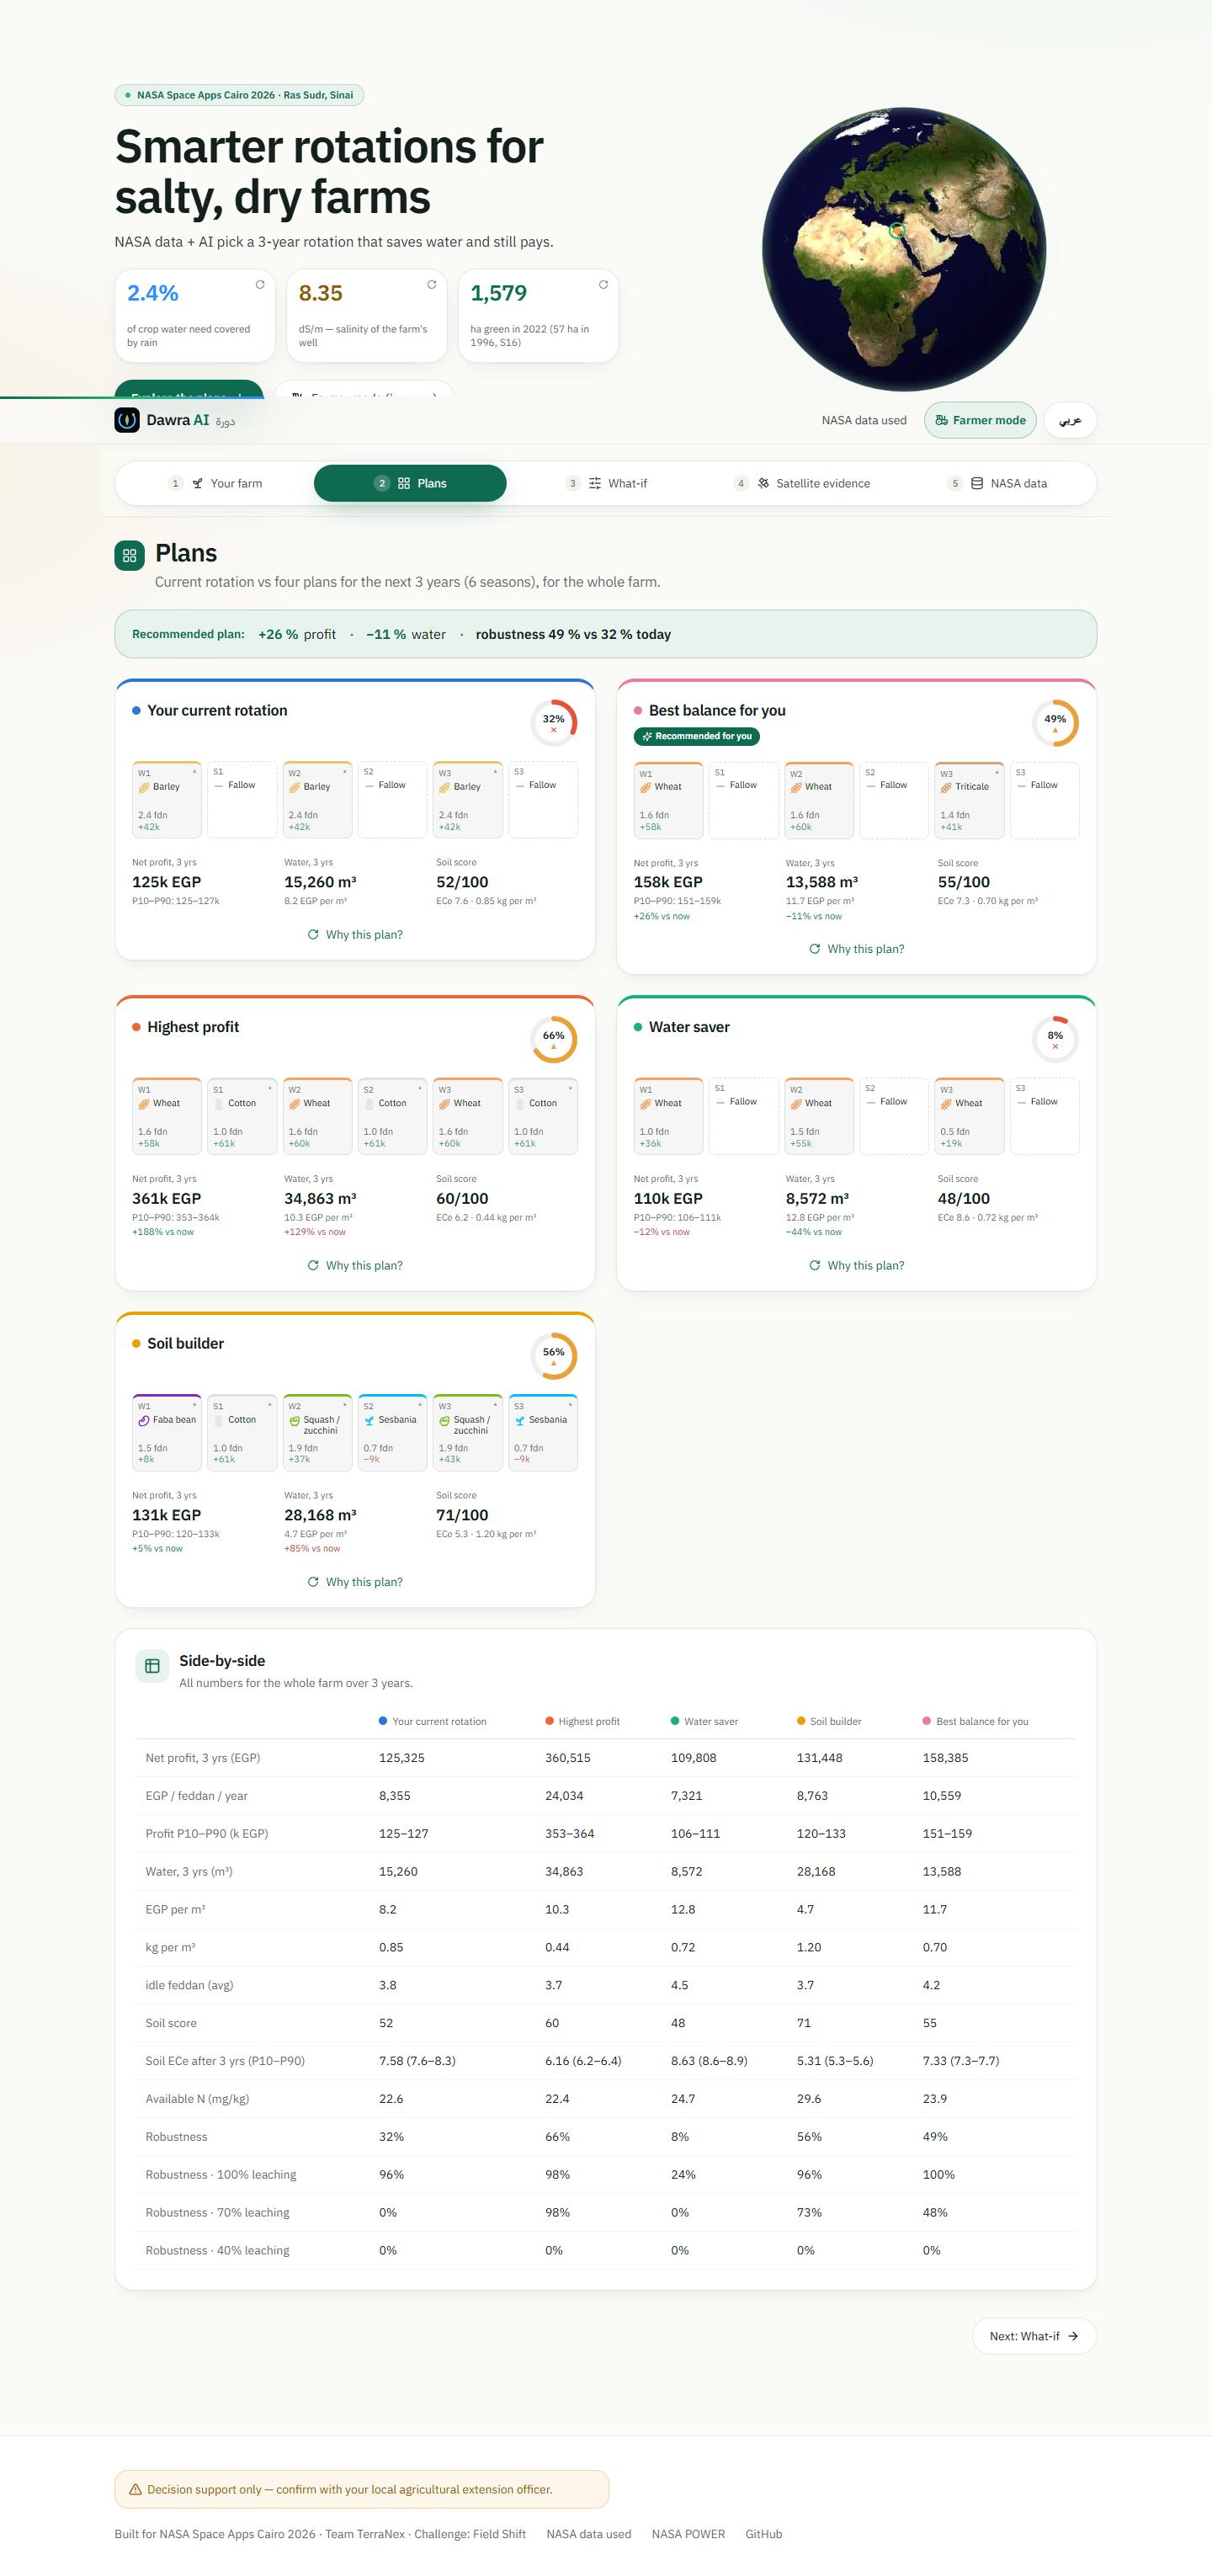 NASA Space Apps Cairo 2026 · Ras Sudr, Sinai
Smarter rotations for
salty, dry farms
NASA data + AI pick a 3-year rotation that saves water and still pays.
2.4%
of crop water need covered
by rain
8.35
dS/m — salinity of the farm's
well
1,579
ha green in 2022 (57 ha in
1996, S16)
Dawra AI دورة
NASA data used
Farmer mode
عربي
1 Your farm
2 Plans
3 What-if
4 Satellite evidence
5 NASA data
Plans
Current rotation vs four plans for the next 3 years (6 seasons), for the whole farm.
Recommended plan: +26 % profit · −11 % water · robustness 49 % vs 32 % today
Your current rotation
32%
W1 * Barley 2.4 fdn +42k
S1 — Fallow
W2 * Barley 2.4 fdn +42k
S2 — Fallow
W3 * Barley 2.4 fdn +42k
S3 — Fallow
Net profit, 3 yrs Water, 3 yrs Soil score
125k EGP 15,260 m³ 52/100
P10–P90: 125–127k 8.2 EGP per m³ ECe 7.6 · 0.85 kg per m³
Why this plan?
Best balance for you
Recommended for you
49%
W1 Wheat 1.6 fdn +58k
S1 — Fallow
W2 Wheat 1.6 fdn +60k
S2 — Fallow
W3 * Triticale 1.4 fdn +41k
S3 — Fallow
Net profit, 3 yrs Water, 3 yrs Soil score
158k EGP 13,588 m³ 55/100
P10–P90: 151–159k 11.7 EGP per m³ ECe 7.3 · 0.70 kg per m³
+26% vs now −11% vs now
Why this plan?
Highest profit
66%
W1 Wheat 1.6 fdn +58k
S1 * Cotton 1.0 fdn +61k
W2 Wheat 1.6 fdn +60k
S2 * Cotton 1.0 fdn +61k
W3 Wheat 1.6 fdn +60k
S3 * Cotton 1.0 fdn +61k
Net profit, 3 yrs Water, 3 yrs Soil score
361k EGP 34,863 m³ 60/100
P10–P90: 353–364k 10.3 EGP per m³ ECe 6.2 · 0.44 kg per m³
+188% vs now +129% vs now
Why this plan?
Water saver
8%
W1 Wheat 1.0 fdn +36k
S1 — Fallow
W2 Wheat 1.5 fdn +55k
S2 — Fallow
W3 Wheat 0.5 fdn +19k
S3 — Fallow
Net profit, 3 yrs Water, 3 yrs Soil score
110k EGP 8,572 m³ 48/100
P10–P90: 106–111k 12.8 EGP per m³ ECe 8.6 · 0.72 kg per m³
−12% vs now −44% vs now
Why this plan?
Soil builder
56%
W1 * Faba bean 1.5 fdn +8k
S1 * Cotton 1.0 fdn +61k
W2 * Squash / zucchini 1.9 fdn +37k
S2 * Sesbania 0.7 fdn −9k
W3 * Squash / zucchini 1.9 fdn +43k
S3 * Sesbania 0.7 fdn −9k
Net profit, 3 yrs Water, 3 yrs Soil score
131k EGP 28,168 m³ 71/100
P10–P90: 120–133k 4.7 EGP per m³ ECe 5.3 · 1.20 kg per m³
+5% vs now +85% vs now
Why this plan?
Side-by-side
All numbers for the whole farm over 3 years.
Your current rotation Highest profit Water saver Soil builder Best balance for you
Net profit, 3 yrs (EGP) 125,325 360,515 109,808 131,448 158,385
EGP / feddan / year 8,355 24,034 7,321 8,763 10,559
Profit P10–P90 (k EGP) 125–127 353–364 106–111 120–133 151–159
Water, 3 yrs (m³) 15,260 34,863 8,572 28,168 13,588
EGP per m³ 8.2 10.3 12.8 4.7 11.7
kg per m³ 0.85 0.44 0.72 1.20 0.70
idle feddan (avg) 3.8 3.7 4.5 3.7 4.2
Soil score 52 60 48 71 55
Soil ECe after 3 yrs (P10–P90) 7.58 (7.6–8.3) 6.16 (6.2–6.4) 8.63 (8.6–8.9) 5.31 (5.3–5.6) 7.33 (7.3–7.7)
Available N (mg/kg) 22.6 22.4 24.7 29.6 23.9
Robustness 32% 66% 8% 56% 49%
Robustness · 100% leaching 96% 98% 24% 96% 100%
Robustness · 70% leaching 0% 98% 0% 73% 48%
Robustness · 40% leaching 0% 0% 0% 0% 0%
Next: What-if
Decision support only — confirm with your local agricultural extension officer.
Built for NASA Space Apps Cairo 2026 · Team TerraNex · Challenge: Field Shift NASA data used NASA POWER GitHub